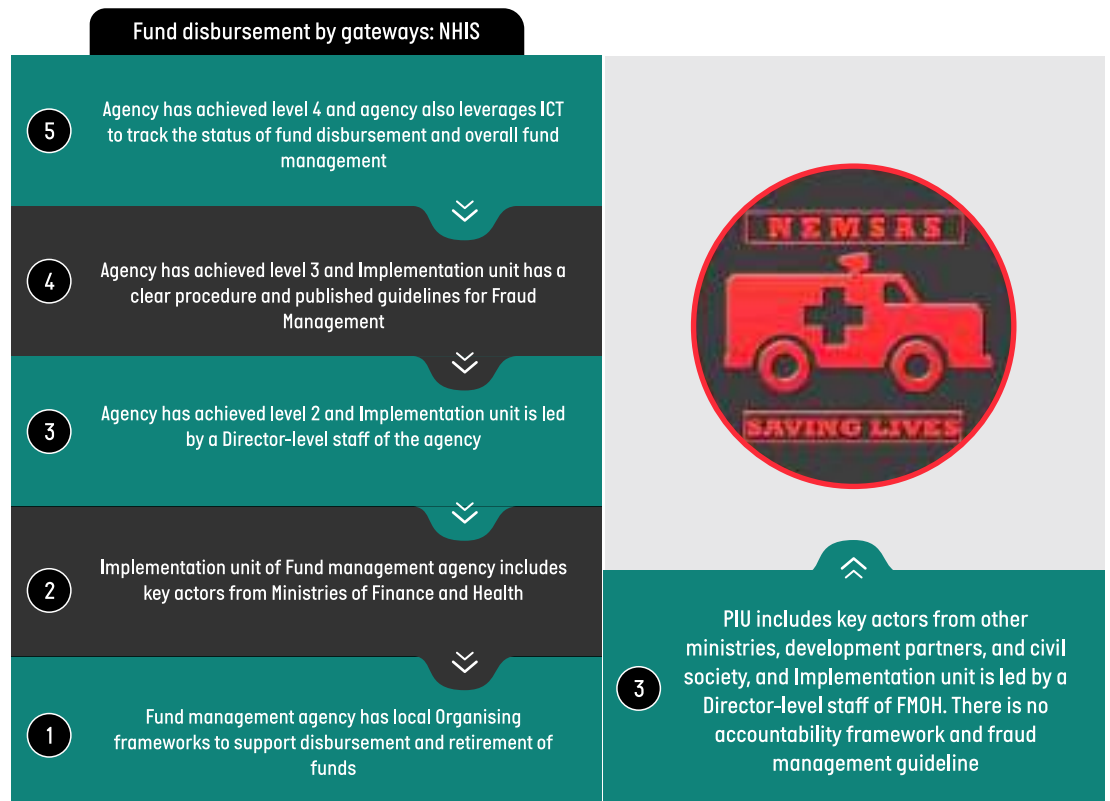 Fund disbursement by gateways: NHIS
5
Agency has achieved level 4 and agency also leverages ICT
to track the status of fund disbursement and overall fund
management
4
Agency has achieved level 3 and Implementation unit has a
clear procedure and published guidelines for Fraud
Management
3
Agency has achieved level 2 and Implementation unit is led
by a Director-level staff of the agency
2
Implementation unit of Fund management agency includes
key actors from Ministries of Finance and Health
1
Fund management agency has local Organising
frameworks to support disbursement and retirement of
funds
NEMSAS
SAVING LIVES
3
PIU includes key actors from other
ministries, development partners, and civil
society, and Implementation unit is led by a
Director-level staff of FMOH. There is no
accountability framework and fraud
management guideline